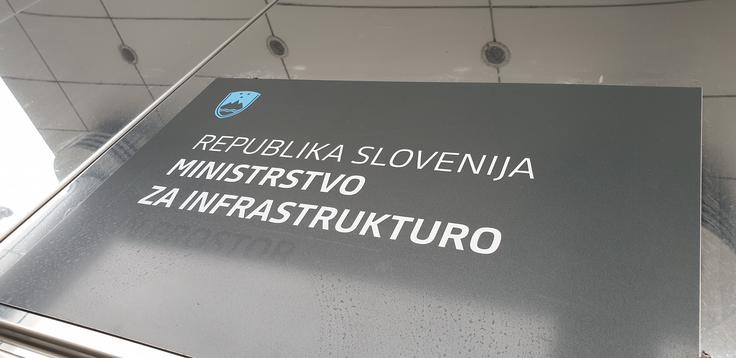 REPUBLIKA SLOVENIJA
MINISTRSTVO
ZA INFRASTRUKTURO